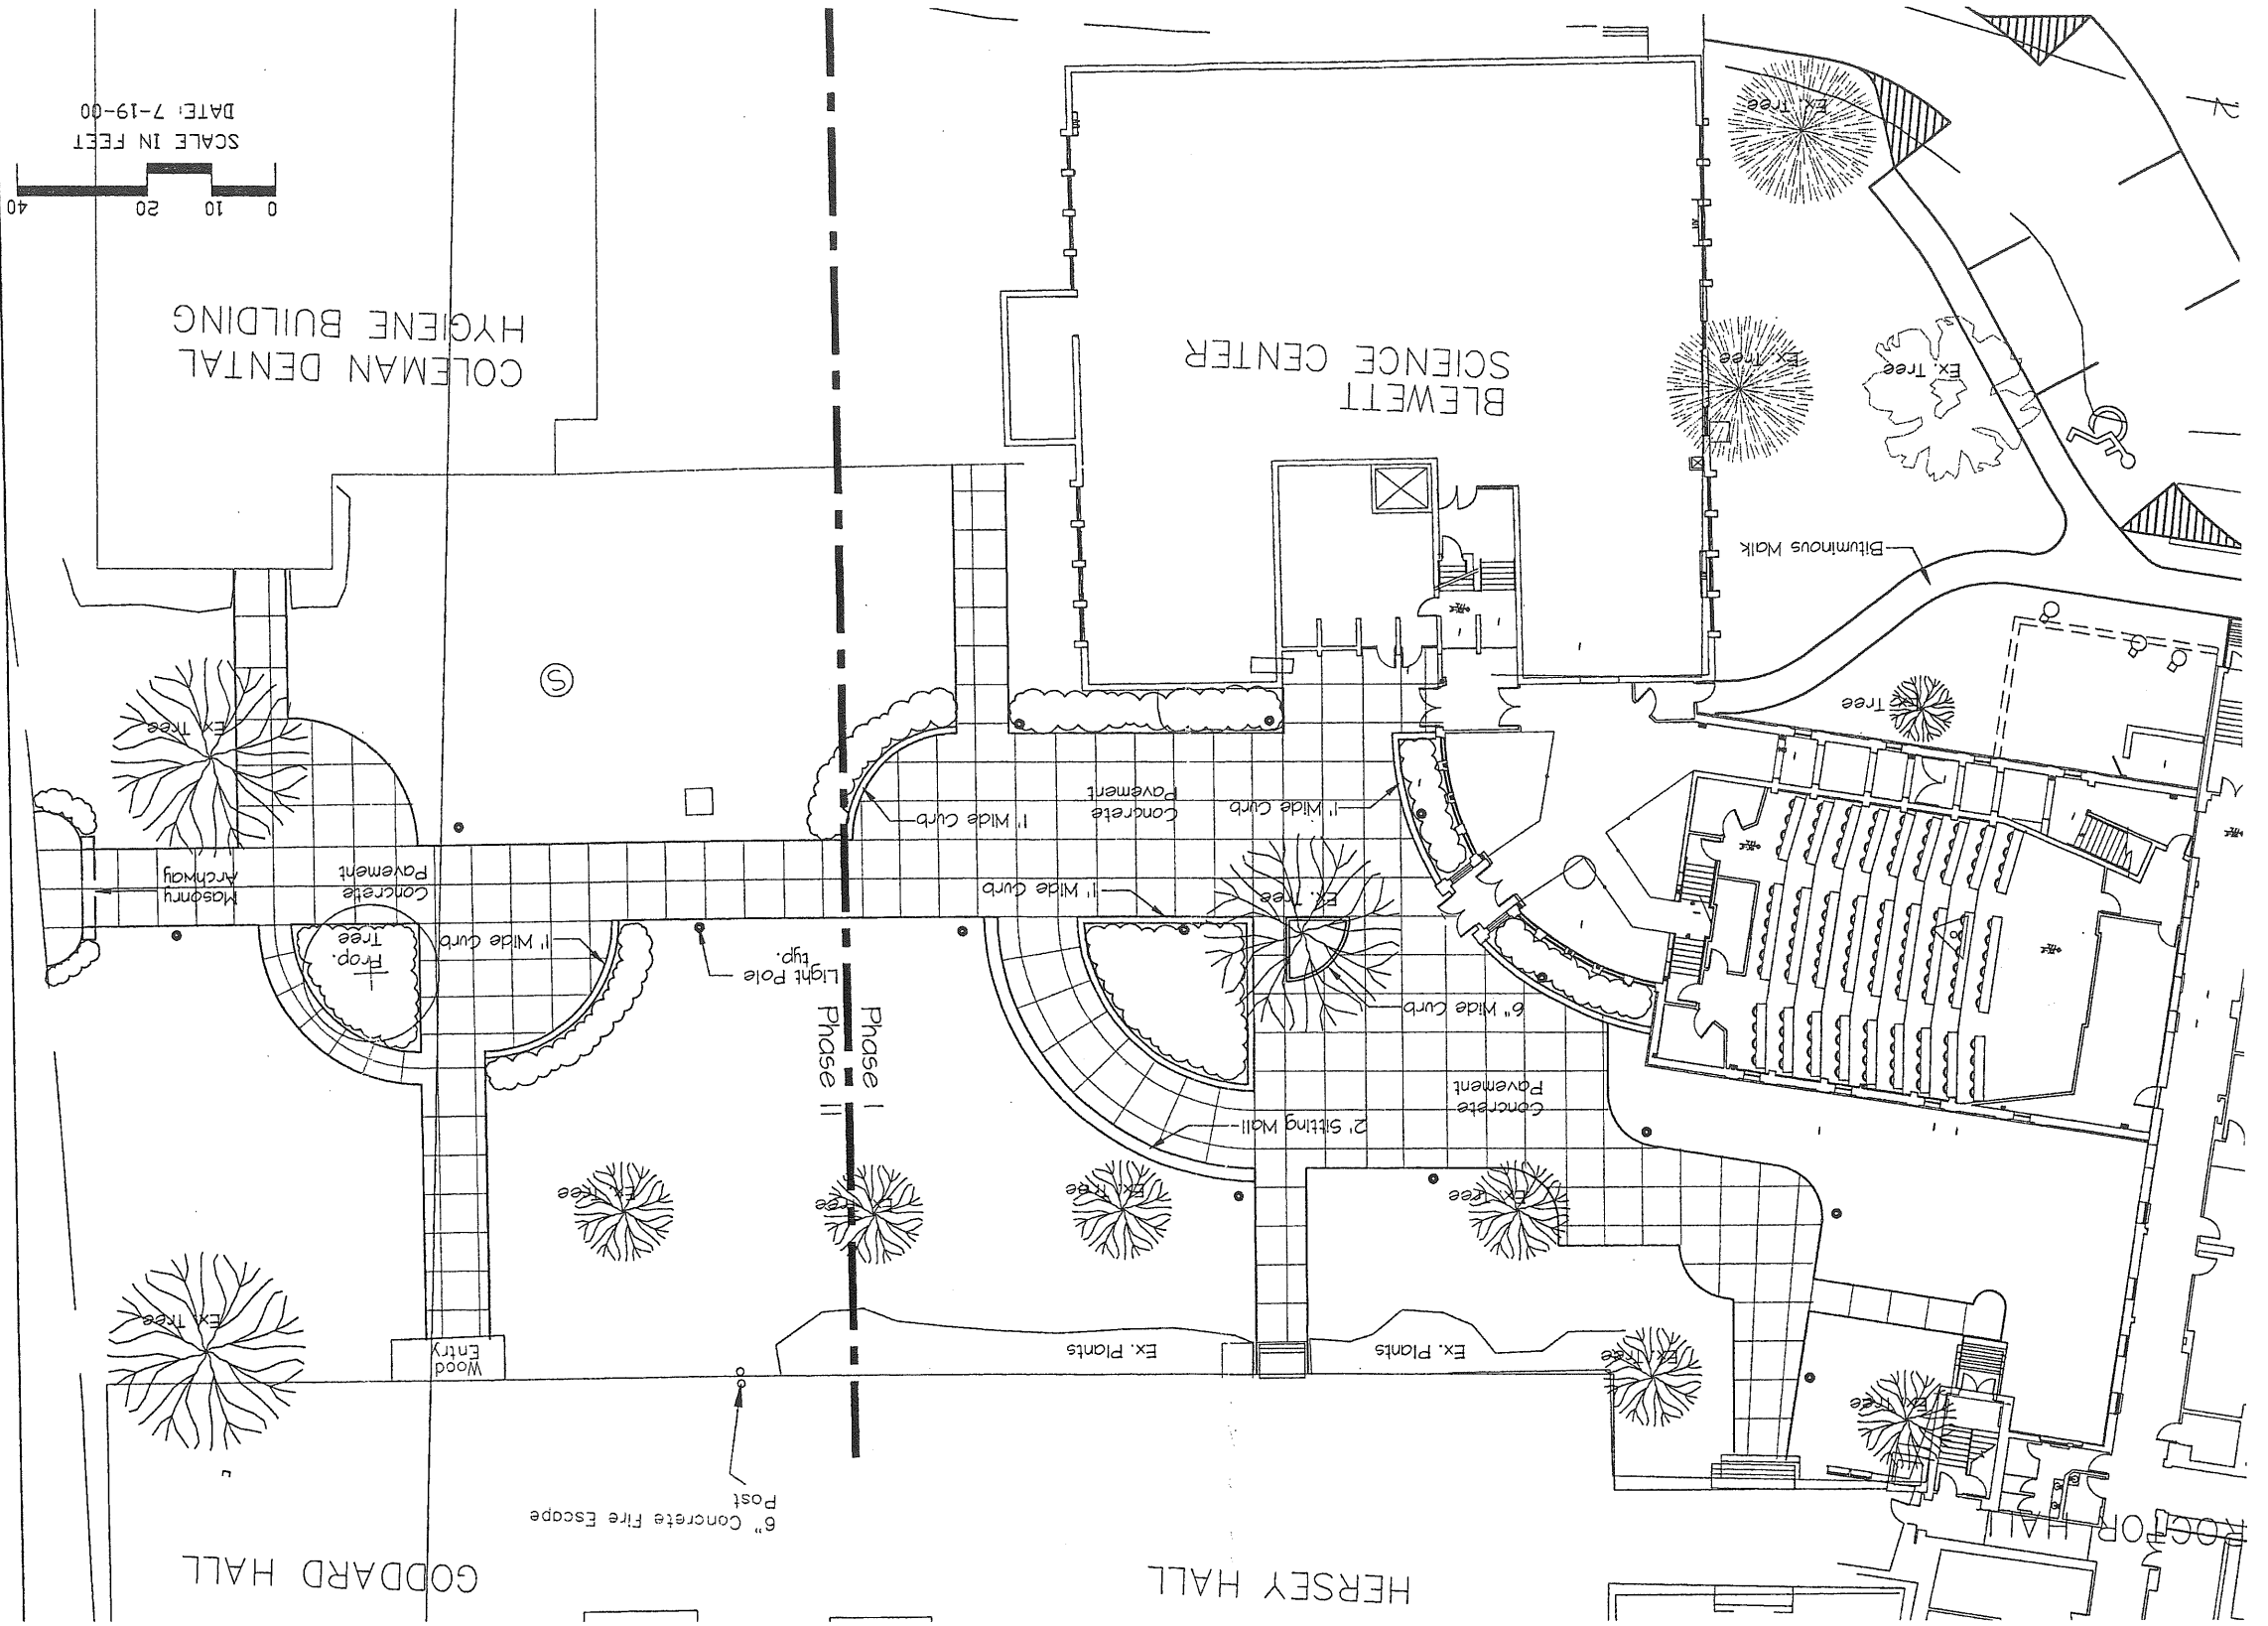 HERSEY HALL
GODDARD HALL
ROCTOR HALL
6" Concrete Fire Escape
Post
Ex. Tree
Ex. Tree
Ex. Plants
Ex. Plants
Wood
Entry
Ex. Tree
Ex. Tree
Ex. Tree
Ex. Tree
Ex. Tree
2' Sitting Wall
Concrete
Pavement
Phase I
Phase II
6" Wide Curb
Light Pole
typ.
1' Wide Curb
Prop.
Tree
Ex. Tree
1' Wide Curb
Concrete
Pavement
Masonry
Archway
1' Wide Curb
Concrete
Pavement
1' Wide Curb
Ex. Tree
Ex. Tree
S
Bituminous Walk
BLEWETT
SCIENCE CENTER
Ex. Tree
Ex. Tree
COLEMAN DENTAL
HYGIENE BUILDING
0 10 20 40
SCALE IN FEET
DATE: 7-19-00
Ex. Tree